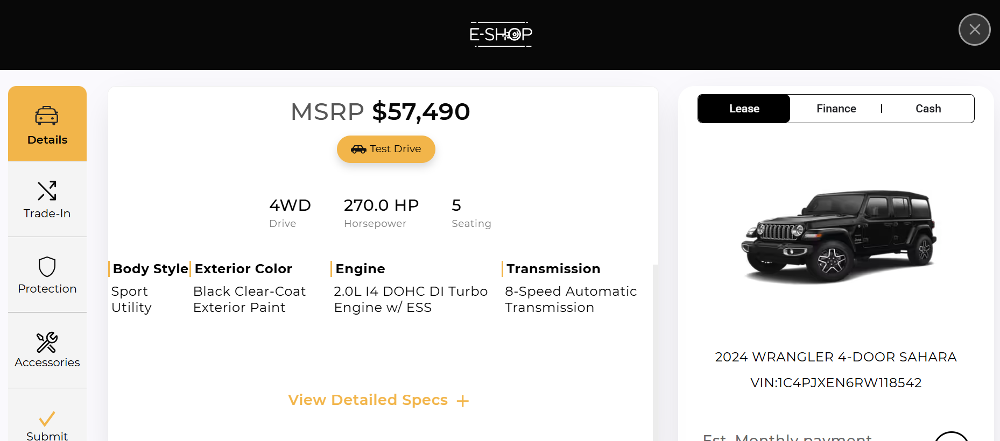 E-SHOP
Details
Trade-In
Protection
Accessories
Submit
MSRP $57,490
Test Drive
4WD
Drive
270.0 HP
Horsepower
5
Seating
Body Style
Sport
Utility
Exterior Color
Black Clear-Coat
Exterior Paint
Engine
2.0L I4 DOHC DI Turbo
Engine w/ ESS
Transmission
8-Speed Automatic
Transmission
View Detailed Specs +
Lease
Finance
Cash
2024 WRANGLER 4-DOOR SAHARA
VIN:1C4PJXEN6RW118542
Est. Monthly payment